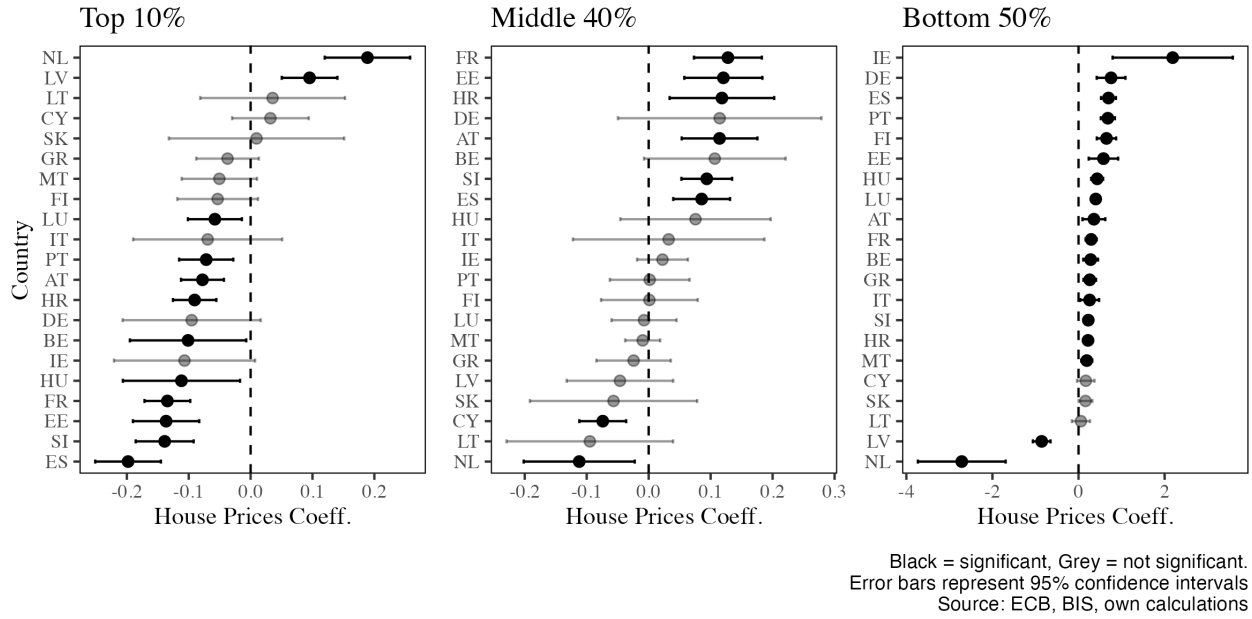 Top 10%
Middle 40%
Bottom 50%
Country
NL
LV
LT
CY
SK
GR
MT
FI
LU
IT
PT
AT
HR
DE
BE
IE
HU
FR
EE
SI
ES
-0.2 -0.1 0.0 0.1 0.2
House Prices Coeff.
FR
EE
HR
DE
AT
BE
SI
ES
HU
IT
IE
PT
FI
LU
MT
GR
LV
SK
CY
LT
NL
-0.2 -0.1 0.0 0.1 0.2 0.3
House Prices Coeff.
IE
DE
ES
PT
FI
EE
HU
LU
AT
FR
BE
GR
IT
SI
HR
MT
CY
SK
LT
LV
NL
-4 -2 0 2
House Prices Coeff.
Black = significant, Grey = not significant.
Error bars represent 95% confidence intervals
Source: ECB, BIS, own calculations